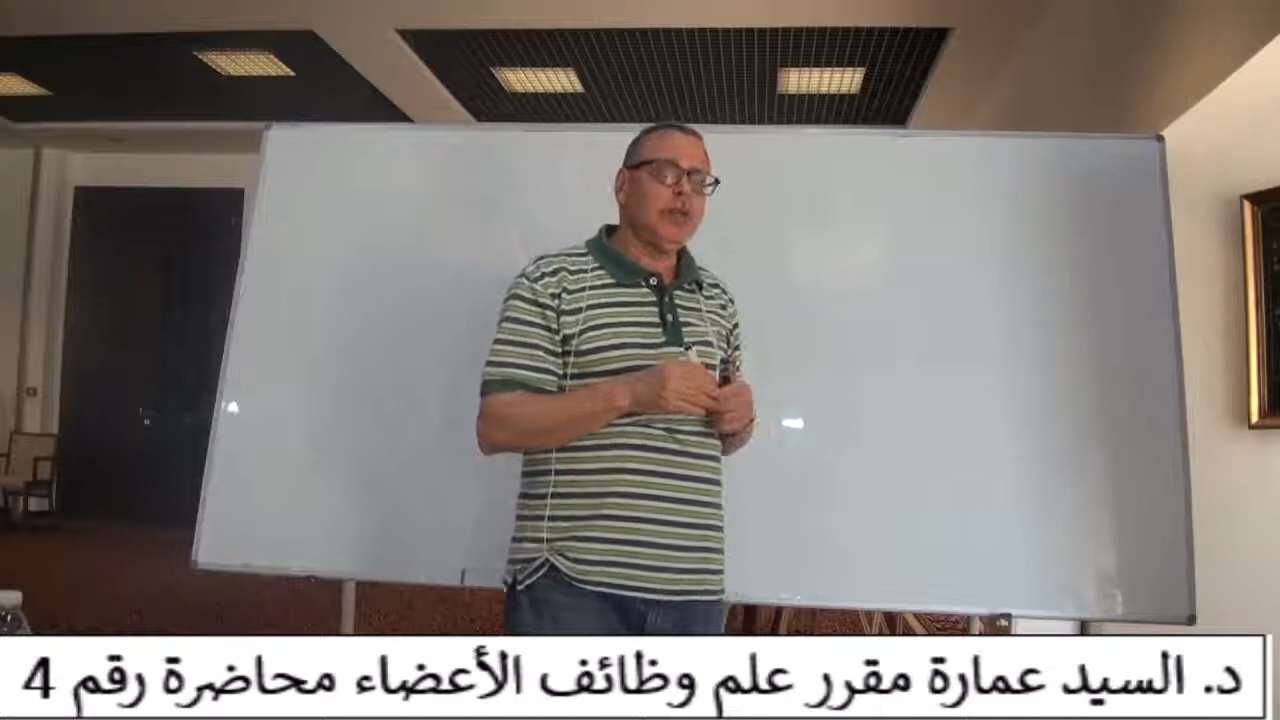 د. السيد عمارة مقرر علم وظائف الأعضاء محاضرة رقم 4